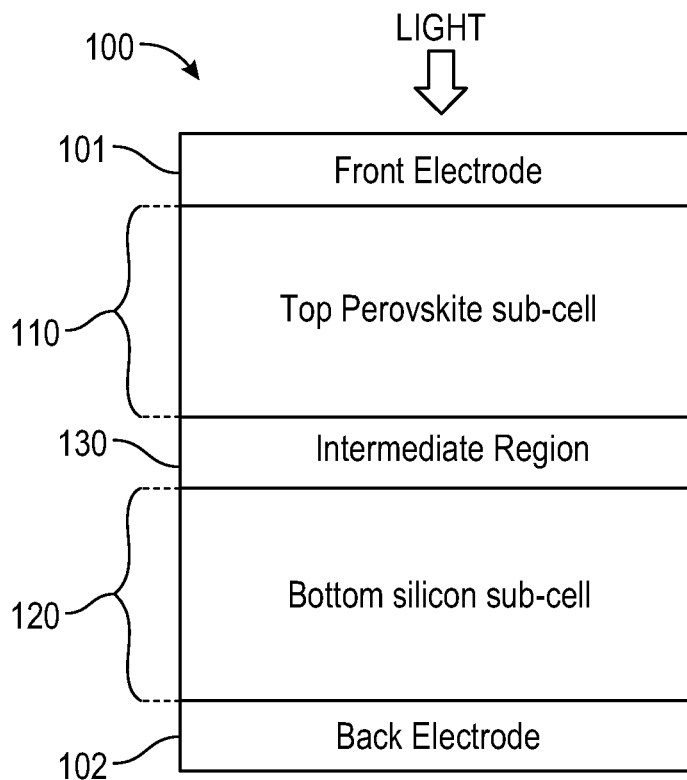 LIGHT
100
101
Front Electrode
Top Perovskite sub-cell
110
130
Intermediate Region
Bottom silicon sub-cell
120
Back Electrode
102